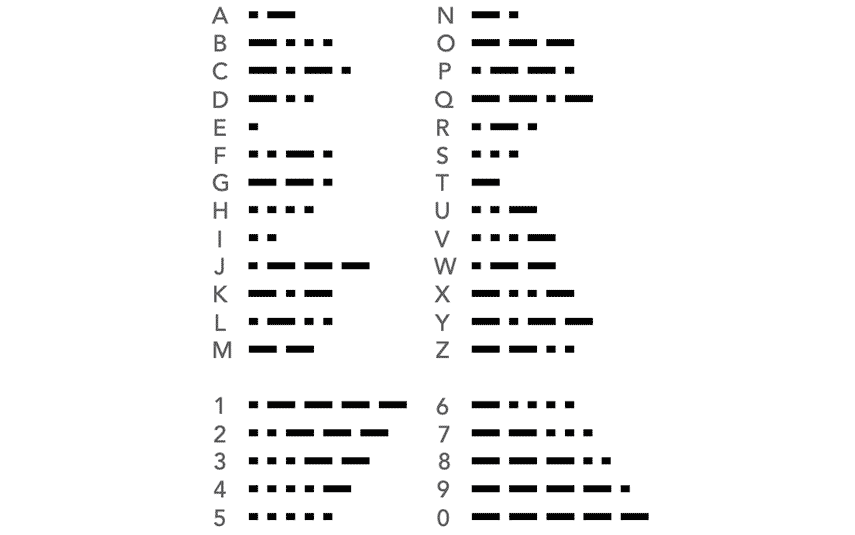 A · —
B — · · ·
C — · — ·
D — · ·
E ·
F · · — ·
G — — ·
H · · · ·
I · ·
J · — — —
K — · —
L · — · ·
M — —
1 · — — — —
2 · · — — —
3 · · · — —
4 · · · · —
5 · · · · ·
N — ·
O — — —
P · — — ·
Q — — · —
R · — ·
S · · ·
T —
U · · —
V · · · —
W · — —
X — · · —
Y — · — —
Z — — · ·
6 — · · · ·
7 — — · · ·
8 — — — · ·
9 — — — — ·
0 — — — — —